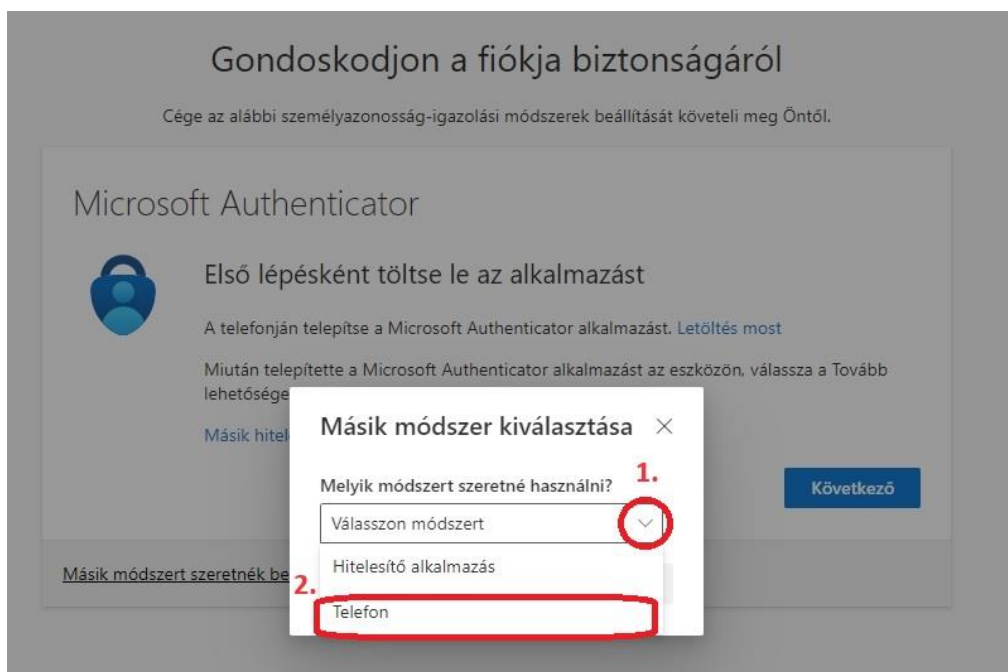 Gondoskodjon a fiókja biztonságáról
Cége az alábbi személyazonosság-igazolási módszerek beállítását követeli meg Öntől.
Microsoft Authenticator
Első lépésként töltse le az alkalmazást
A telefonján telepítse a Microsoft Authenticator alkalmazást. Letöltés most
Miután telepítette a Microsoft Authenticator alkalmazást az eszközön, válassza a Tovább
lehetősége
Másik hitel
Következő
Másik módszert szeretnék be
Másik módszer kiválasztása
Melyik módszert szeretné használni?
1.
Válasszon módszert
Hitelesítő alkalmazás
2.
Telefon